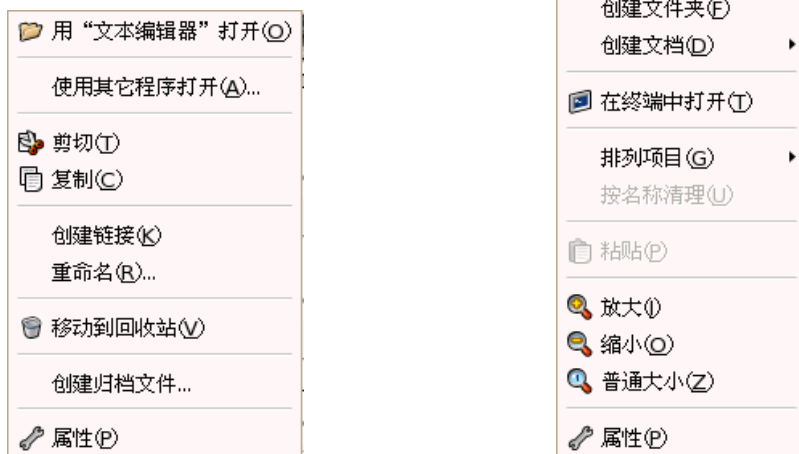 用“文本编辑器”打开(O)
使用其它程序打开(A)...
剪切(T)
复制(C)
创建链接(K)
重命名(R)...
移动到回收站(V)
创建归档文件...
属性(P)
创建文件夹(F)
创建文档(D)
在终端中打开(T)
排列项目(G)
按名称清理(U)
粘贴(P)
放大(I)
缩小(O)
普通大小(Z)
属性(P)